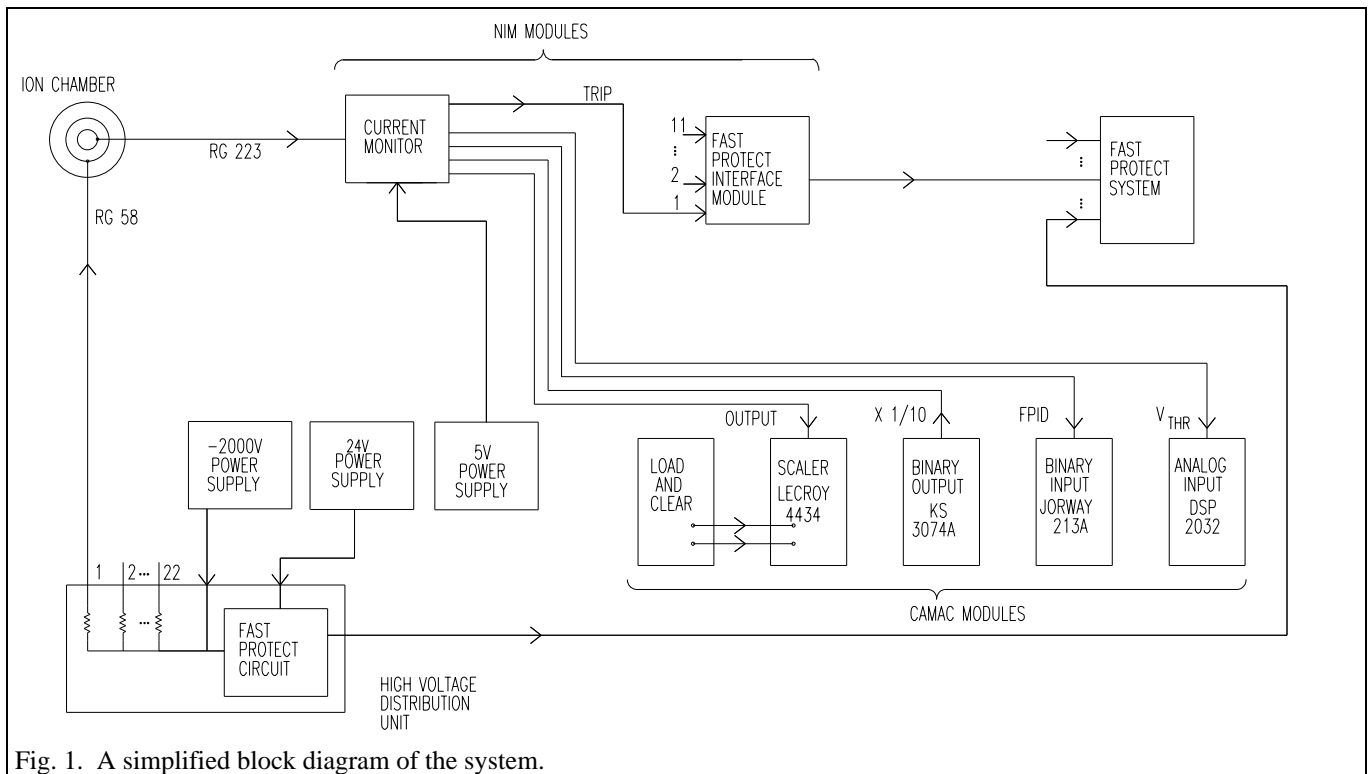 NIM MODULES
ION CHAMBER
TRIP
CURRENT
MONITOR
RG 223
11
⋮
2
1
FAST
PROTECT
INTERFACE
MODULE
⋮
⋮
FAST
PROTECT
SYSTEM
RG 58
OUTPUT
X 1/10
FPID
V THR
-2000V
POWER
SUPPLY
24V
POWER
SUPPLY
5V
POWER
SUPPLY
LOAD
AND
CLEAR
SCALER
LECROY
4434
BINARY
OUTPUT
KS
3074A
BINARY
INPUT
JORWAY
213A
ANALOG
INPUT
DSP
2032
1 2... 22
...
CAMAC MODULES
FAST
PROTECT
CIRCUIT
HIGH VOLTAGE
DISTRIBUTION
UNIT
Fig. 1. A simplified block diagram of the system.